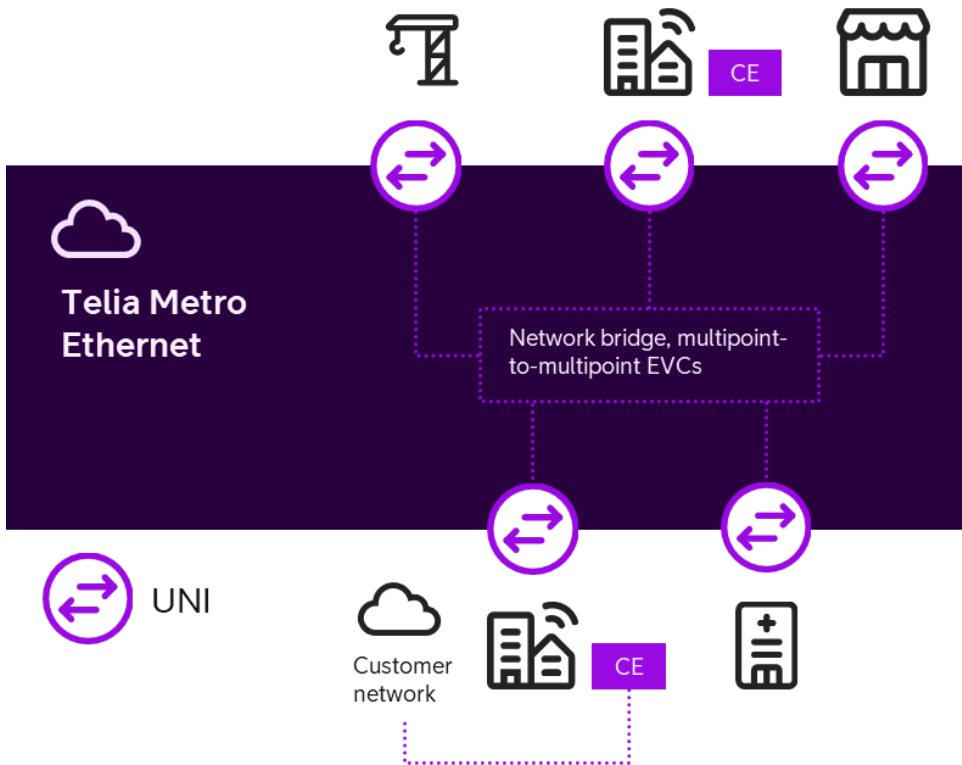 CE
Telia Metro
Ethernet
Network bridge, multipoint-
to-multipoint EVCs
UNI
Customer
network
CE